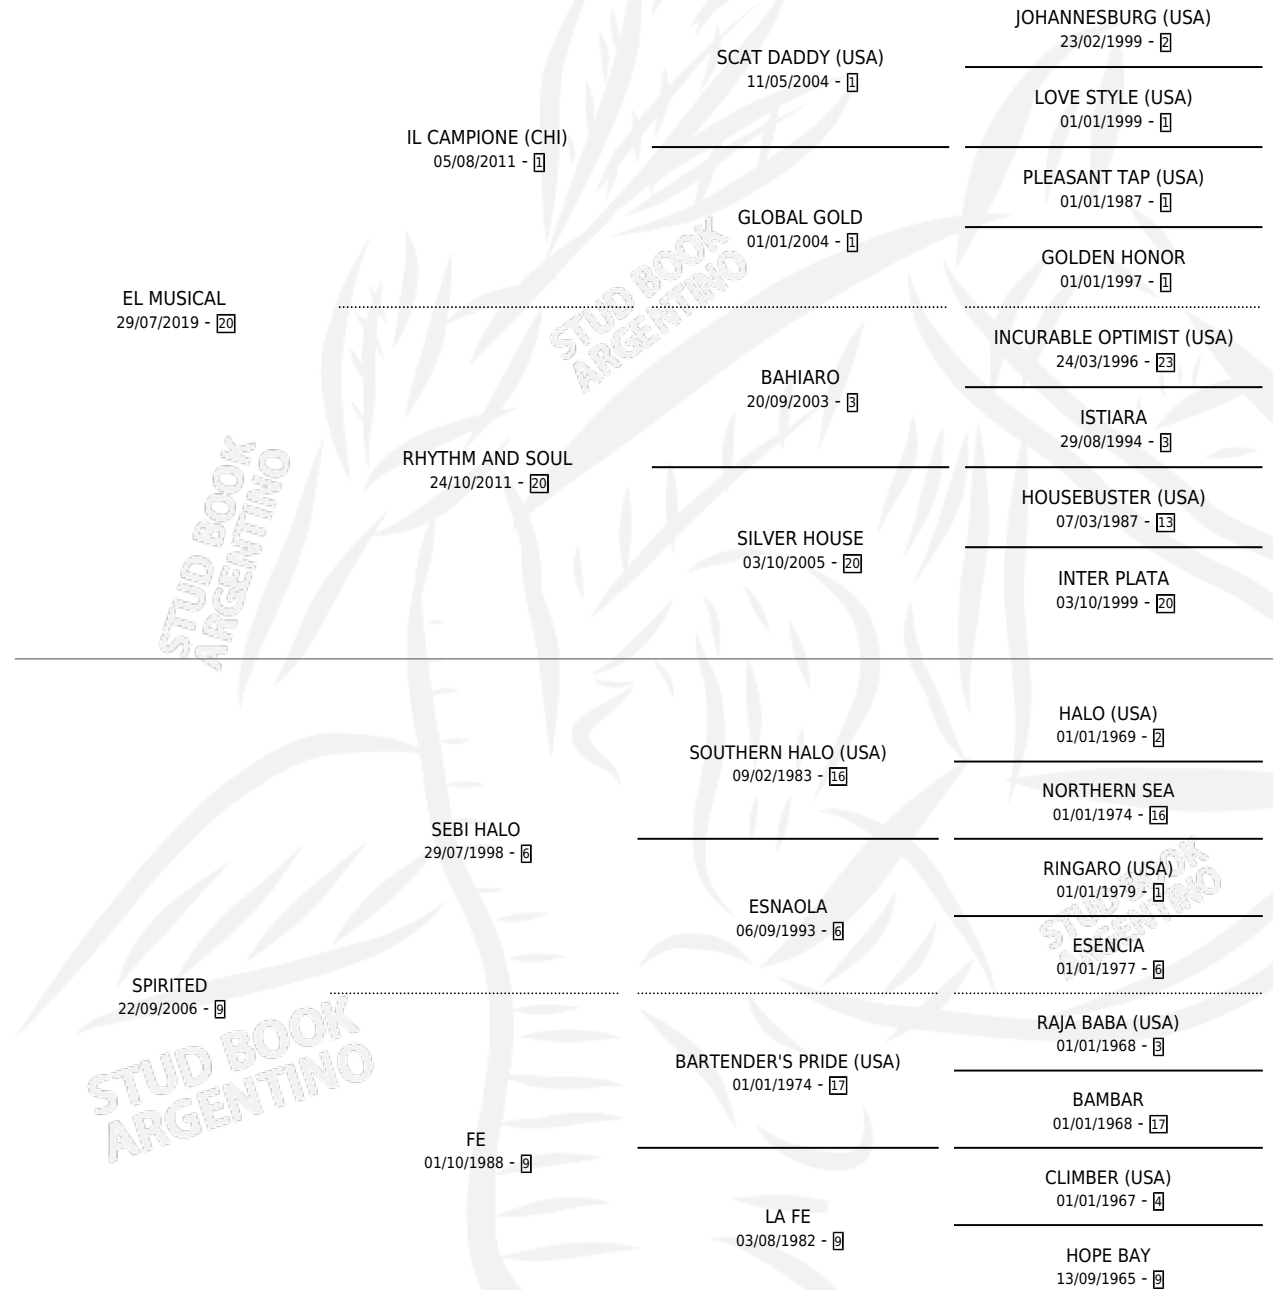 JOHANNESBURG (USA)
23/02/1999 - 2
SCAT DADDY (USA)
11/05/2004 - 1
LOVE STYLE (USA)
01/01/1999 - 1
IL CAMPIONE (CHI)
05/08/2011 - 1
PLEASANT TAP (USA)
01/01/1987 - 1
GLOBAL GOLD
01/01/2004 - 1
GOLDEN HONOR
01/01/1997 - 1
EL MUSICAL
29/07/2019 - 20
INCURABLE OPTIMIST (USA)
24/03/1996 - 23
BAHIARO
20/09/2003 - 3
ISTIARA
29/08/1994 - 3
RHYTHM AND SOUL
24/10/2011 - 20
HOUSEBUSTER (USA)
07/03/1987 - 13
SILVER HOUSE
03/10/2005 - 20
INTER PLATA
03/10/1999 - 20
STUD BOOK
ARGENTINO
STUD BOOK
ARGENTINO
HALO (USA)
01/01/1969 - 2
SOUTHERN HALO (USA)
09/02/1983 - 16
NORTHERN SEA
01/01/1974 - 16
SEBI HALO
29/07/1998 - 6
RINGARO (USA)
01/01/1979 - 1
ESNAOLA
06/09/1993 - 6
ESENCIA
01/01/1977 - 6
STUD BOOK
ARGENTINO
SPIRITED
22/09/2006 - 9
RAJA BABA (USA)
01/01/1968 - 3
BARTENDER'S PRIDE (USA)
01/01/1974 - 17
BAMBAR
01/01/1968 - 17
STUD BOOK
ARGENTINO
FE
01/10/1988 - 9
CLIMBER (USA)
01/01/1967 - 4
LA FE
03/08/1982 - 9
HOPE BAY
13/09/1965 - 9